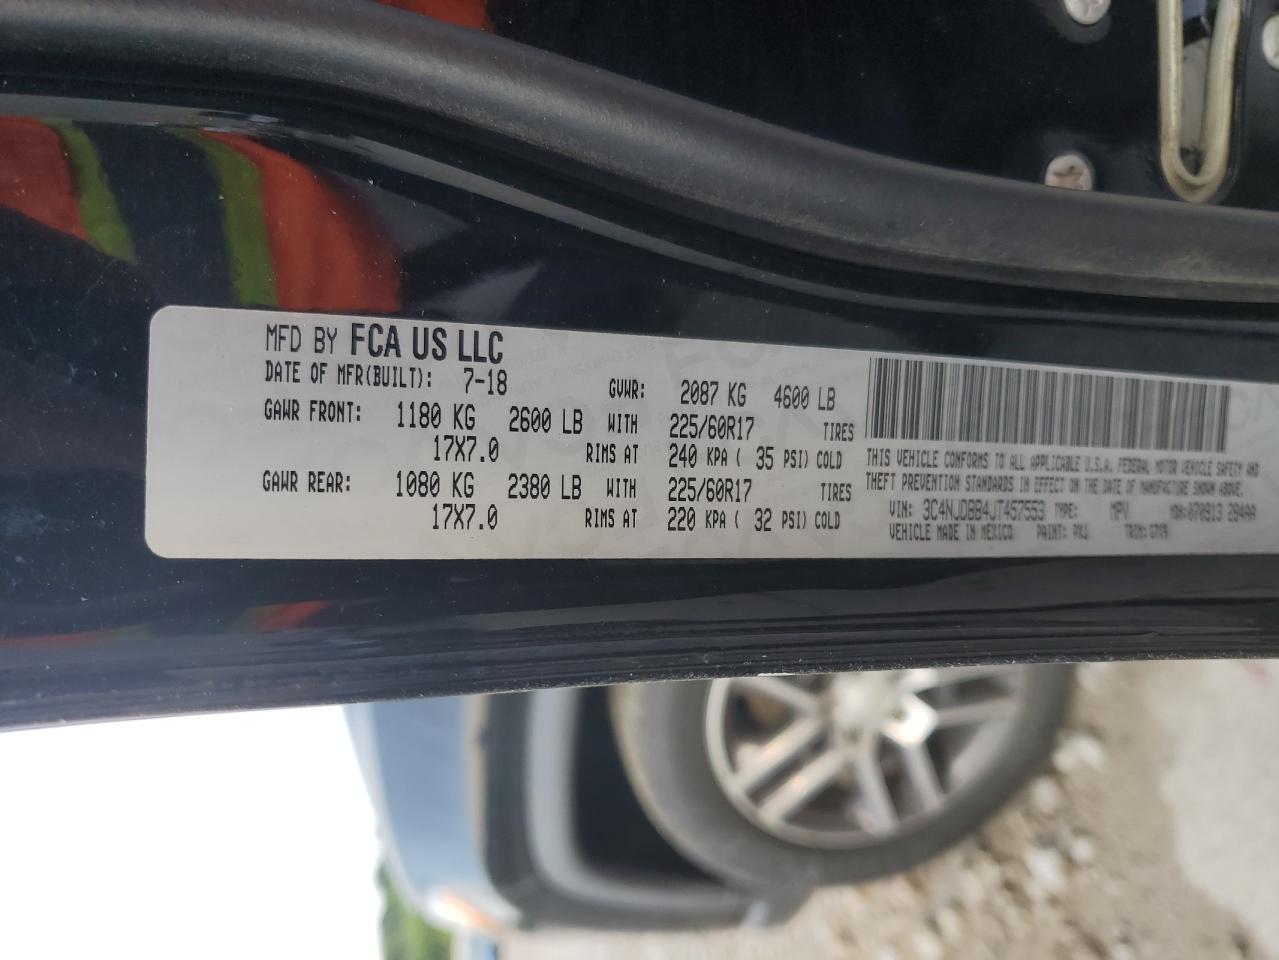 MFD BY FCA US LLC
DATE OF MFR(BUILT): 7-18 GVWR: 2087 KG 4600 LB
GAWR FRONT: 1180 KG 2600 LB WITH 225/60R17 TIRES
17X7.0 RIMS AT 240 KPA ( 35 PSI) COLD
GAWR REAR: 1080 KG 2380 LB WITH 225/60R17 TIRES
17X7.0 RIMS AT 220 KPA ( 32 PSI) COLD
THIS VEHICLE CONFORMS TO ALL APPLICABLE U.S.A. FEDERAL MOTOR VEHICLE SAFETY AND
THEFT PREVENTION STANDARDS IN EFFECT ON THE DATE OF MANUFACTURE SHOWN ABOVE.
VIN: 3C4NJDBB4JT457553 TYPE: MPV MDH:
VEHICLE MADE IN MEXICO PAINT: PXJ TRIM: